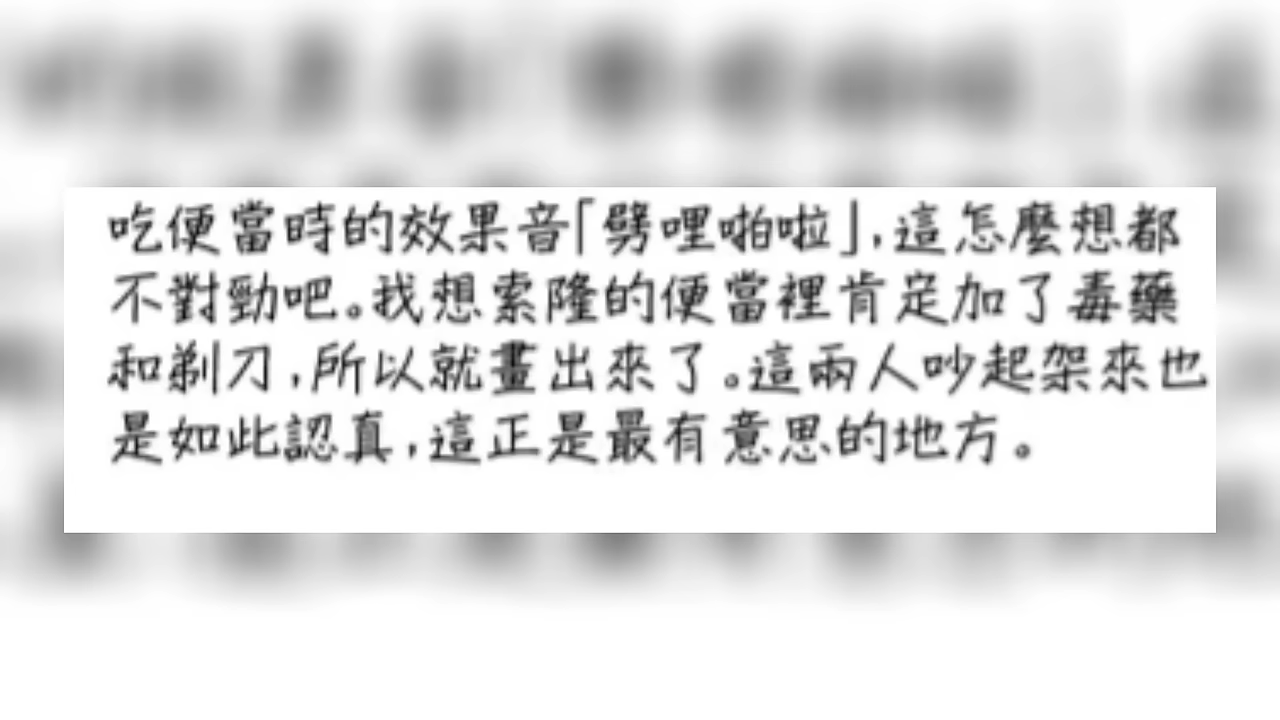 吃便當時的效果音「劈哩啪啦」,這怎麼想都
不對勁吧。我想索隆的便當裡肯定加了毒藥
和剃刀,所以就畫出來了。這兩人吵起架來也
是如此認真,這正是最有意思的地方。